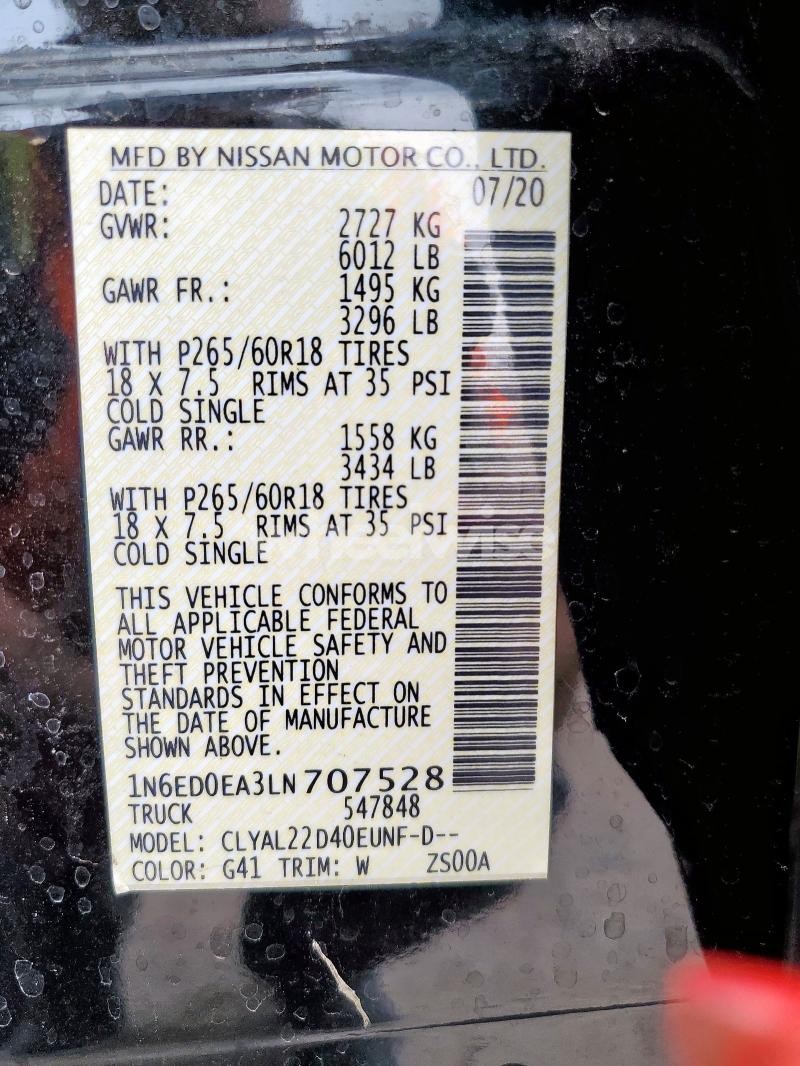 MFD BY NISSAN MOTOR CO., LTD.
DATE: 07/20
GVWR: 2727 KG
6012 LB
GAWR FR.: 1495 KG
3296 LB
WITH P265/60R18 TIRES
18 X 7.5 RIMS AT 35 PSI
COLD SINGLE
GAWR RR.: 1558 KG
3434 LB
WITH P265/60R18 TIRES
18 X 7.5 RIMS AT 35 PSI
COLD SINGLE
THIS VEHICLE CONFORMS TO
ALL APPLICABLE FEDERAL
MOTOR VEHICLE SAFETY AND
THEFT PREVENTION
STANDARDS IN EFFECT ON
THE DATE OF MANUFACTURE
SHOWN ABOVE.
1N6ED0EA3LN707528
TRUCK 547848
MODEL: CLYAL22D40EUNF-D--
COLOR: G41 TRIM: W ZS00A